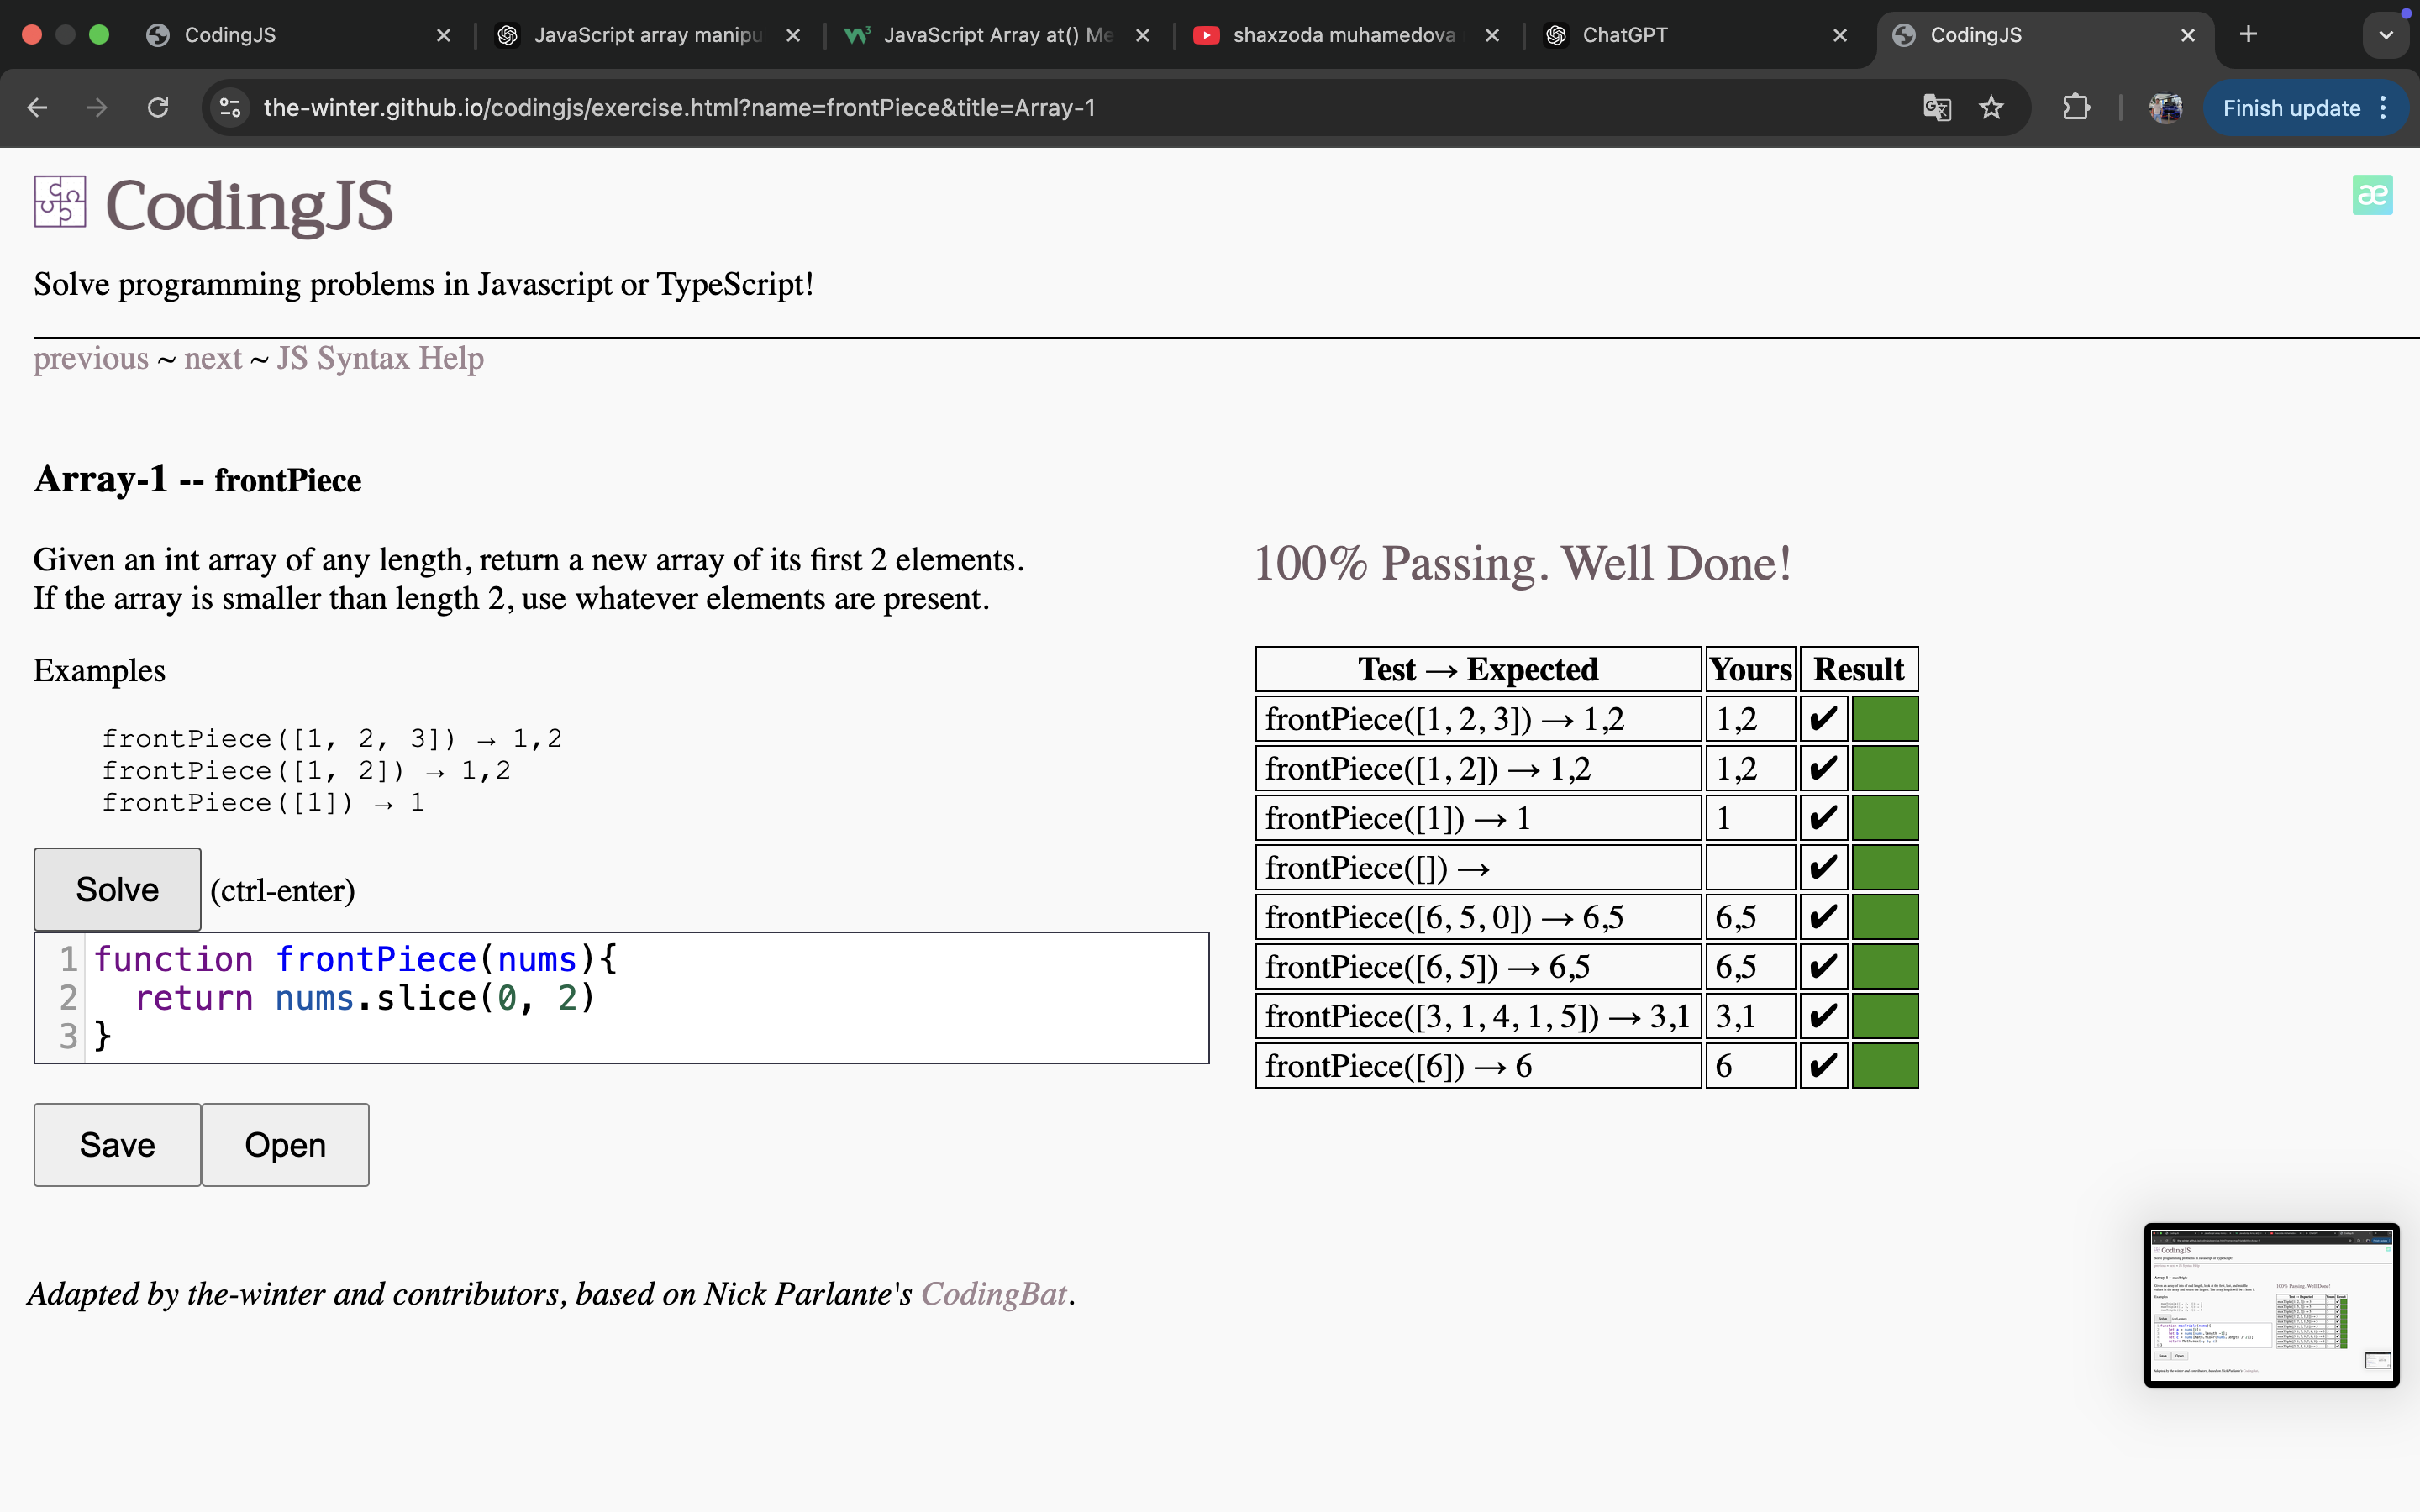 CodingJS
JavaScript array manipu
JavaScript Array at() Me
shaxzoda muhamedova
ChatGPT
CodingJS
the-winter.github.io/codingjs/exercise.html?name=frontPiece&title=Array-1
Finish update
CodingJS
æ
Solve programming problems in Javascript or TypeScript!
previous ~ next ~ JS Syntax Help
Array-1 -- frontPiece
Given an int array of any length, return a new array of its first 2 elements.
If the array is smaller than length 2, use whatever elements are present.
Examples
frontPiece([1, 2, 3]) → 1,2
frontPiece([1, 2]) → 1,2
frontPiece([1]) → 1
Solve (ctrl-enter)
1 function frontPiece(nums){
2 return nums.slice(0, 2)
3 }
Save Open
100% Passing. Well Done!
Test → Expected Yours Result
frontPiece([1, 2, 3]) → 1,2 1,2 ✔
frontPiece([1, 2]) → 1,2 1,2 ✔
frontPiece([1]) → 1 1 ✔
frontPiece([]) → ✔
frontPiece([6, 5, 0]) → 6,5 6,5 ✔
frontPiece([6, 5]) → 6,5 6,5 ✔
frontPiece([3, 1, 4, 1, 5]) → 3,1 3,1 ✔
frontPiece([6]) → 6 6 ✔
Adapted by the-winter and contributors, based on Nick Parlante's CodingBat.
CodingJS